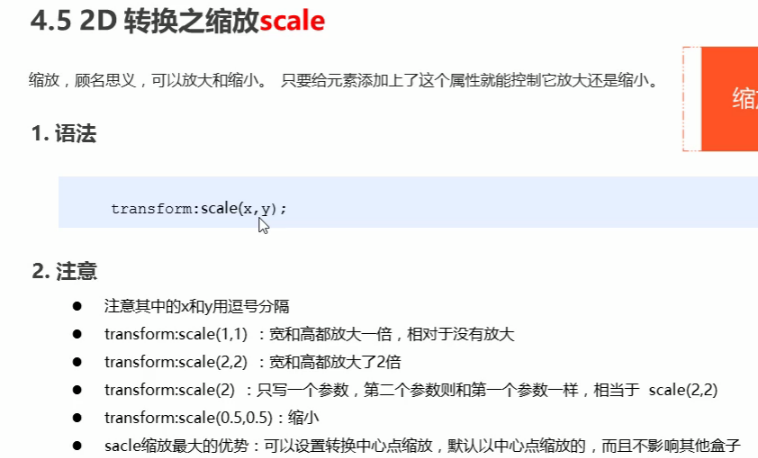 4.5 2D 转换之缩放scale
缩放，顾名思义，可以放大和缩小。 只要给元素添加上了这个属性就能控制它放大还是缩小。
缩
1. 语法
transform:scale(x,y);
2. 注意
● 注意其中的x和y用逗号分隔
● transform:scale(1,1) ：宽和高都放大一倍，相对于没有放大
● transform:scale(2,2) ：宽和高都放大了2倍
● transform:scale(2) ：只写一个参数，第二个参数则和第一个参数一样，相当于 scale(2,2)
● transform:scale(0.5,0.5)：缩小
● sacle缩放最大的优势：可以设置转换中心点缩放，默认以中心点缩放的，而且不影响其他盒子